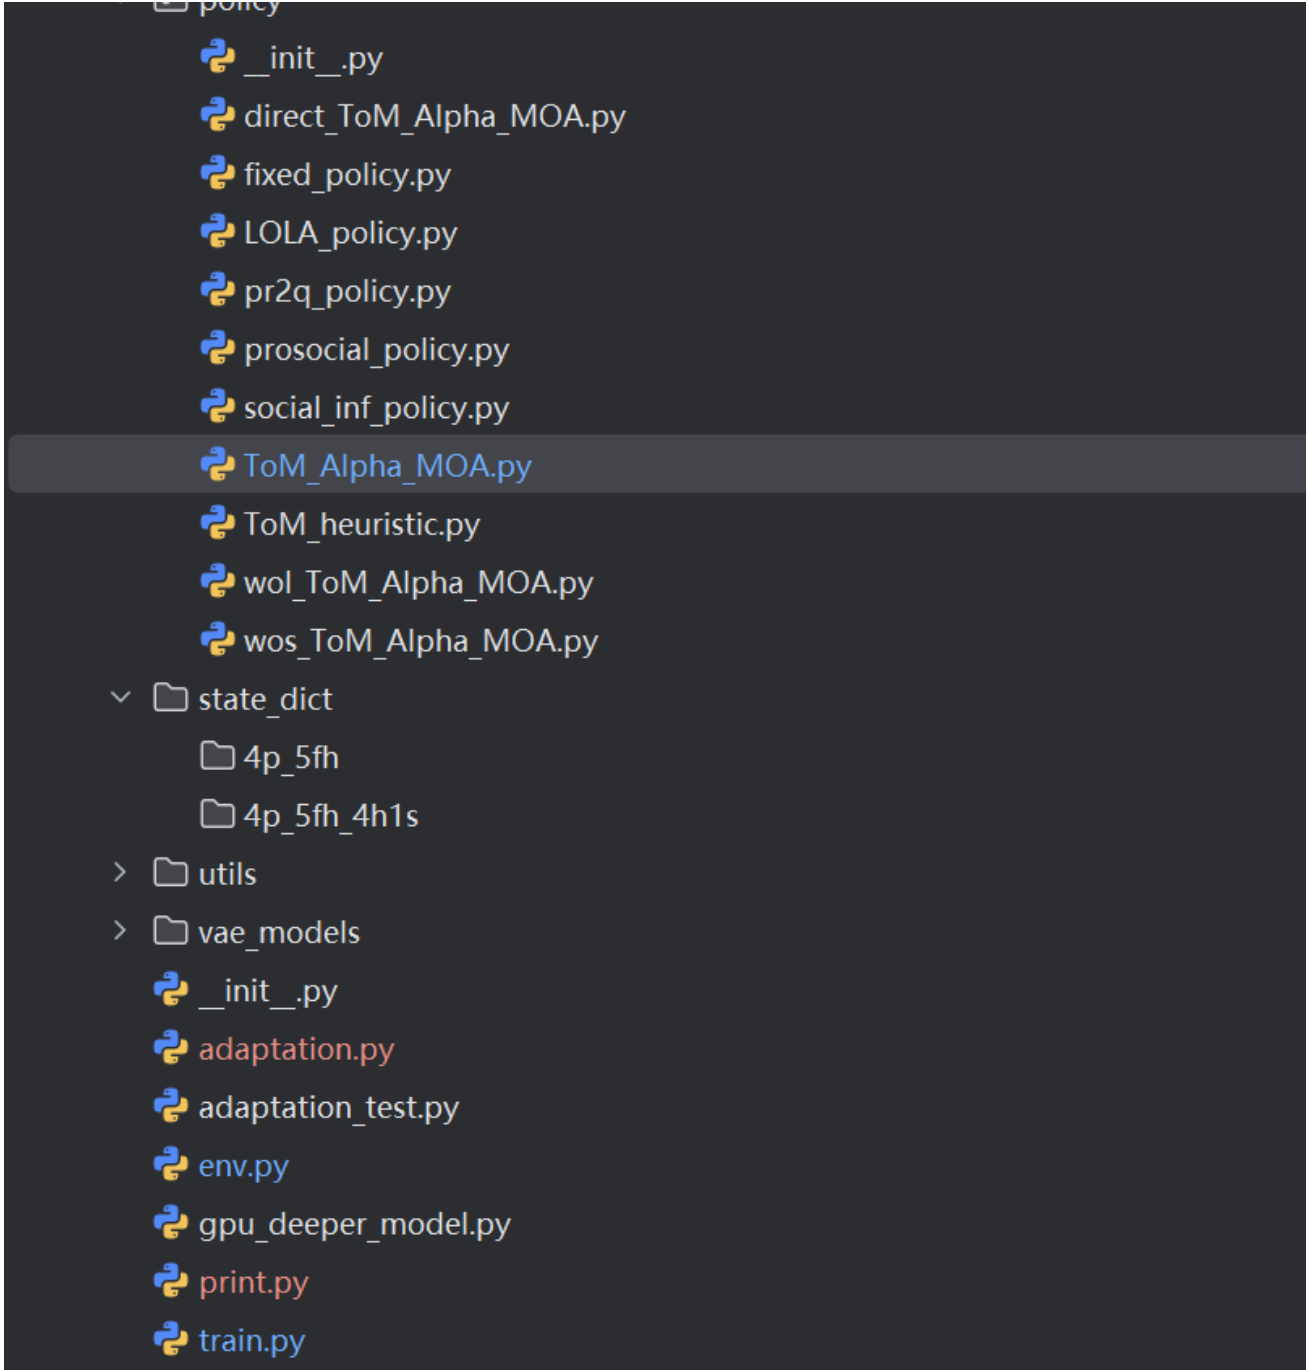 policy
__init__.py
direct_ToM_Alpha_MOA.py
fixed_policy.py
LOLA_policy.py
pr2q_policy.py
prosocial_policy.py
social_inf_policy.py
ToM_Alpha_MOA.py
ToM_heuristic.py
wol_ToM_Alpha_MOA.py
wos_ToM_Alpha_MOA.py
state_dict
4p_5fh
4p_5fh_4h1s
utils
vae_models
__init__.py
adaptation.py
adaptation_test.py
env.py
gpu_deeper_model.py
print.py
train.py